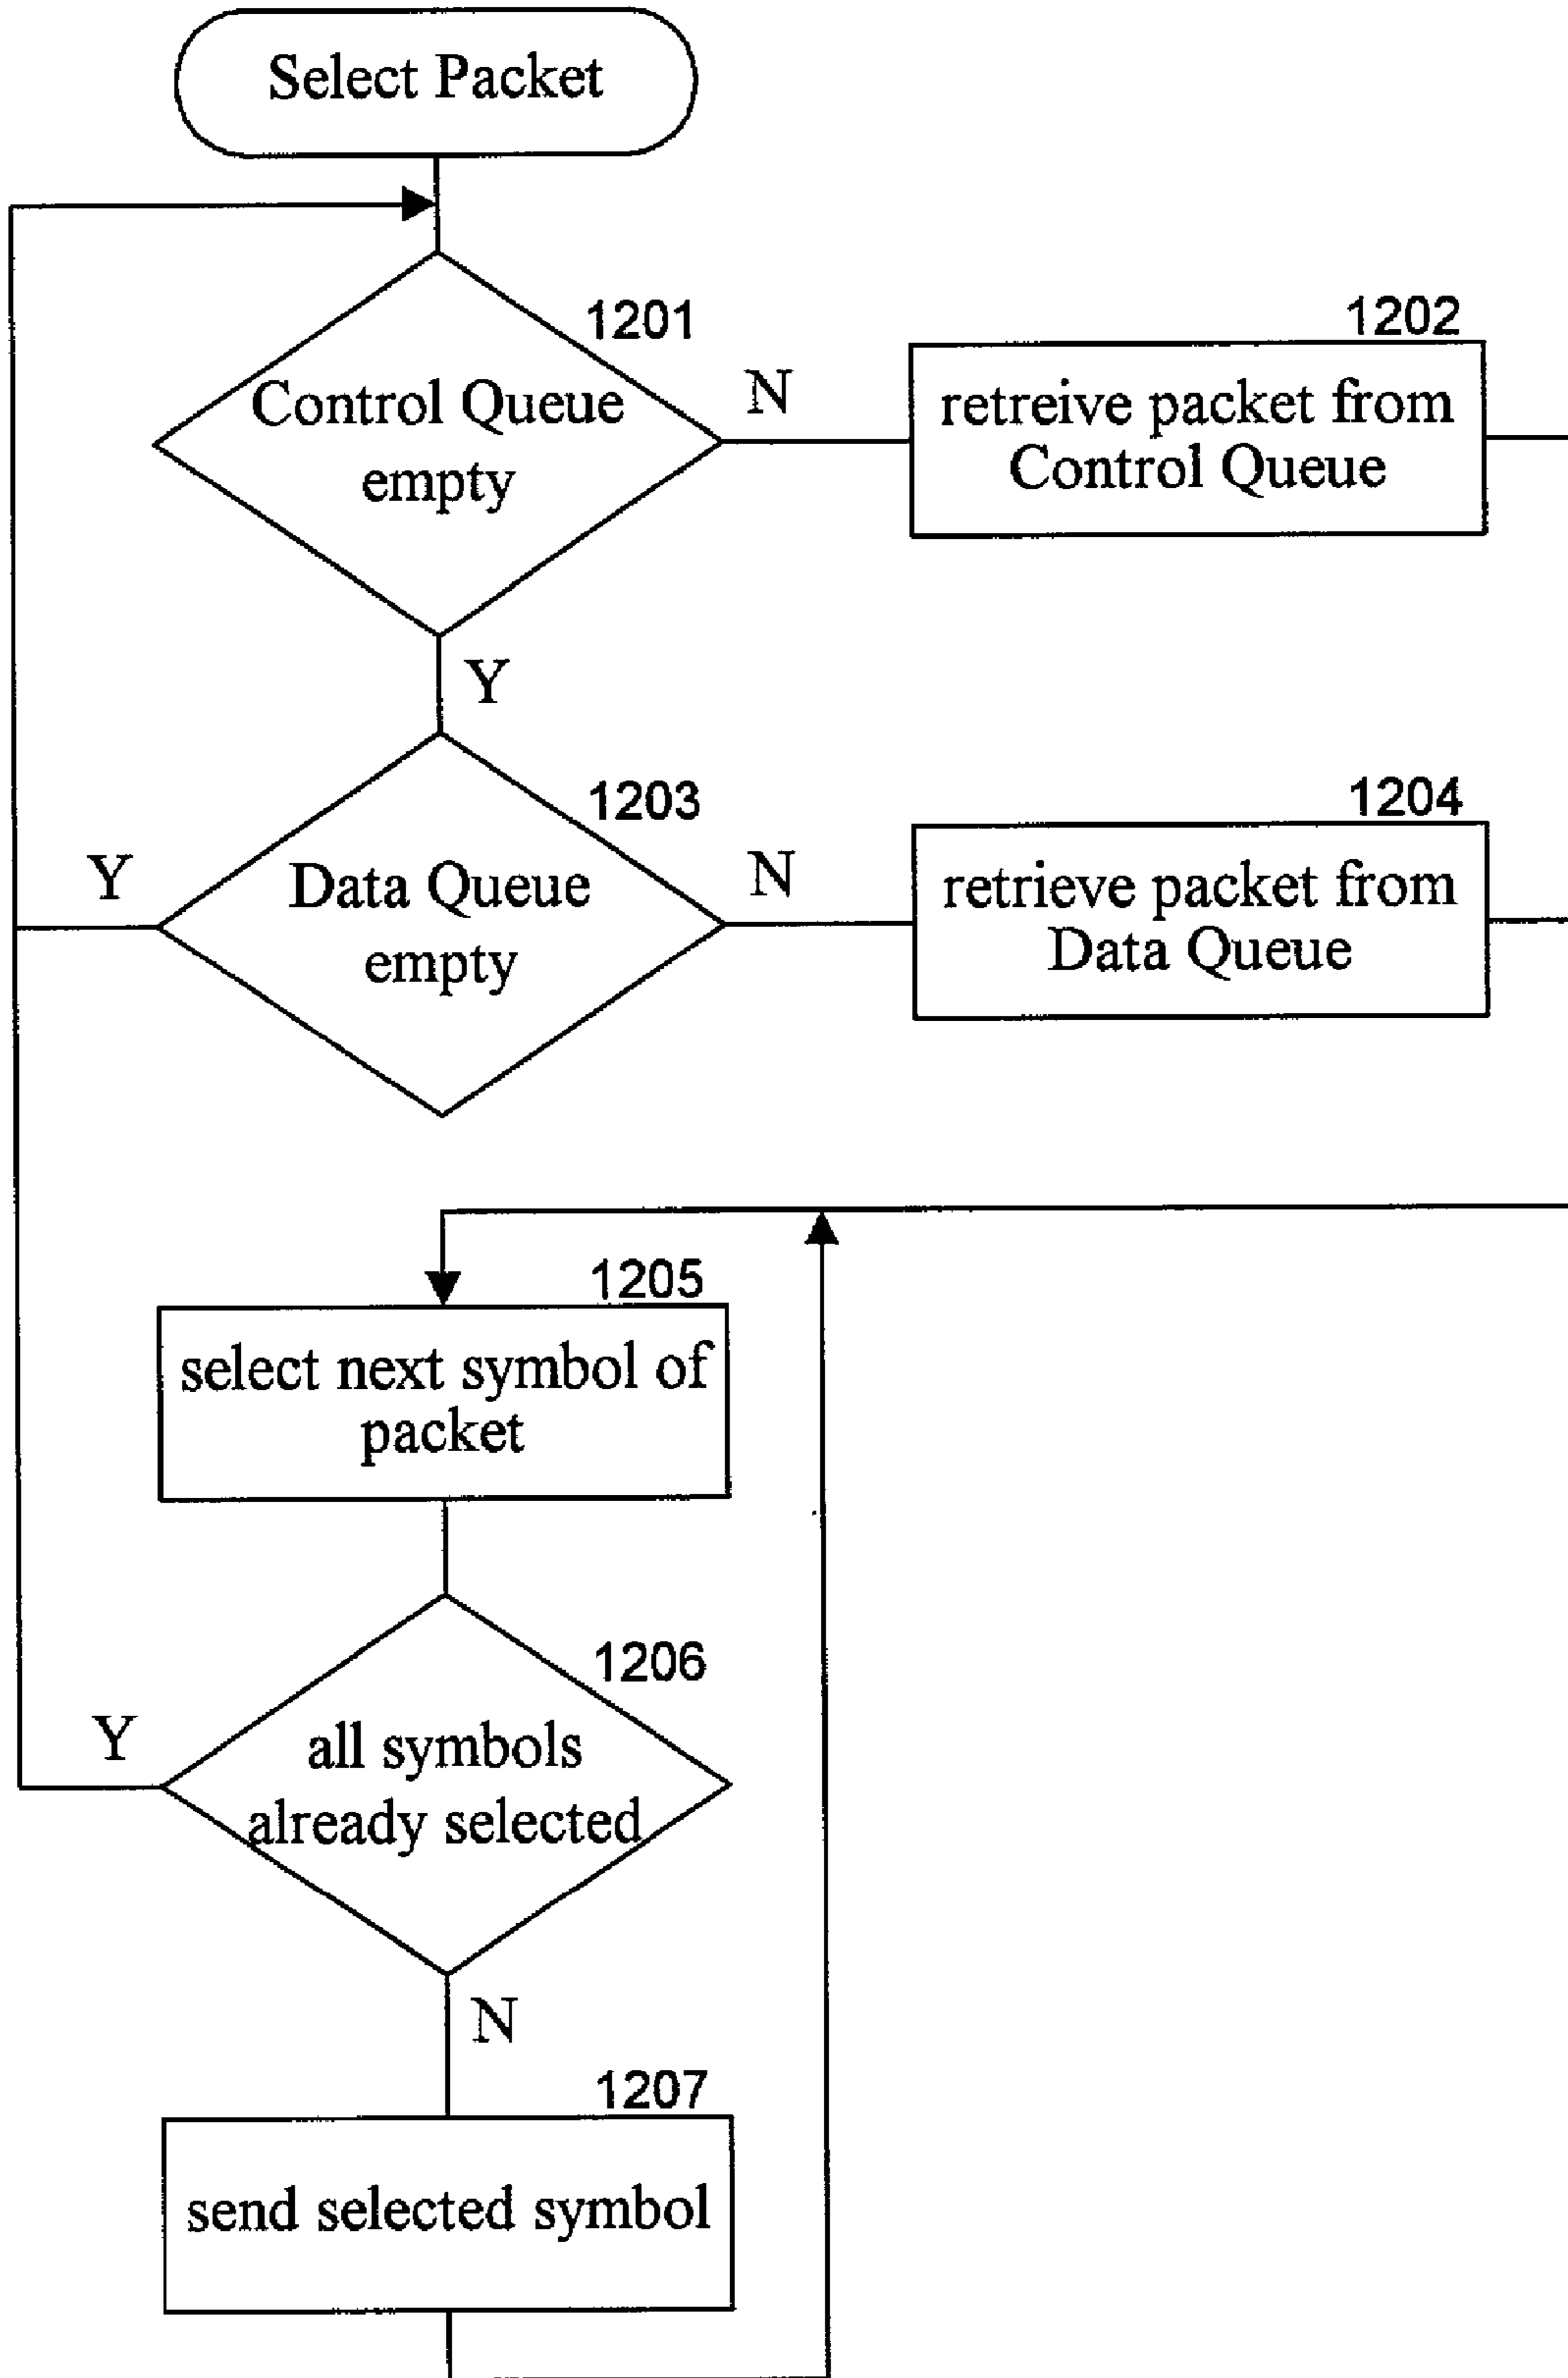 Select Packet
1201
Control Queue
empty
N
1202
retreive packet from
Control Queue
Y
1203
Data Queue
empty
Y
N
1204
retrieve packet from
Data Queue
1205
select next symbol of
packet
1206
all symbols
already selected
Y
N
1207
send selected symbol